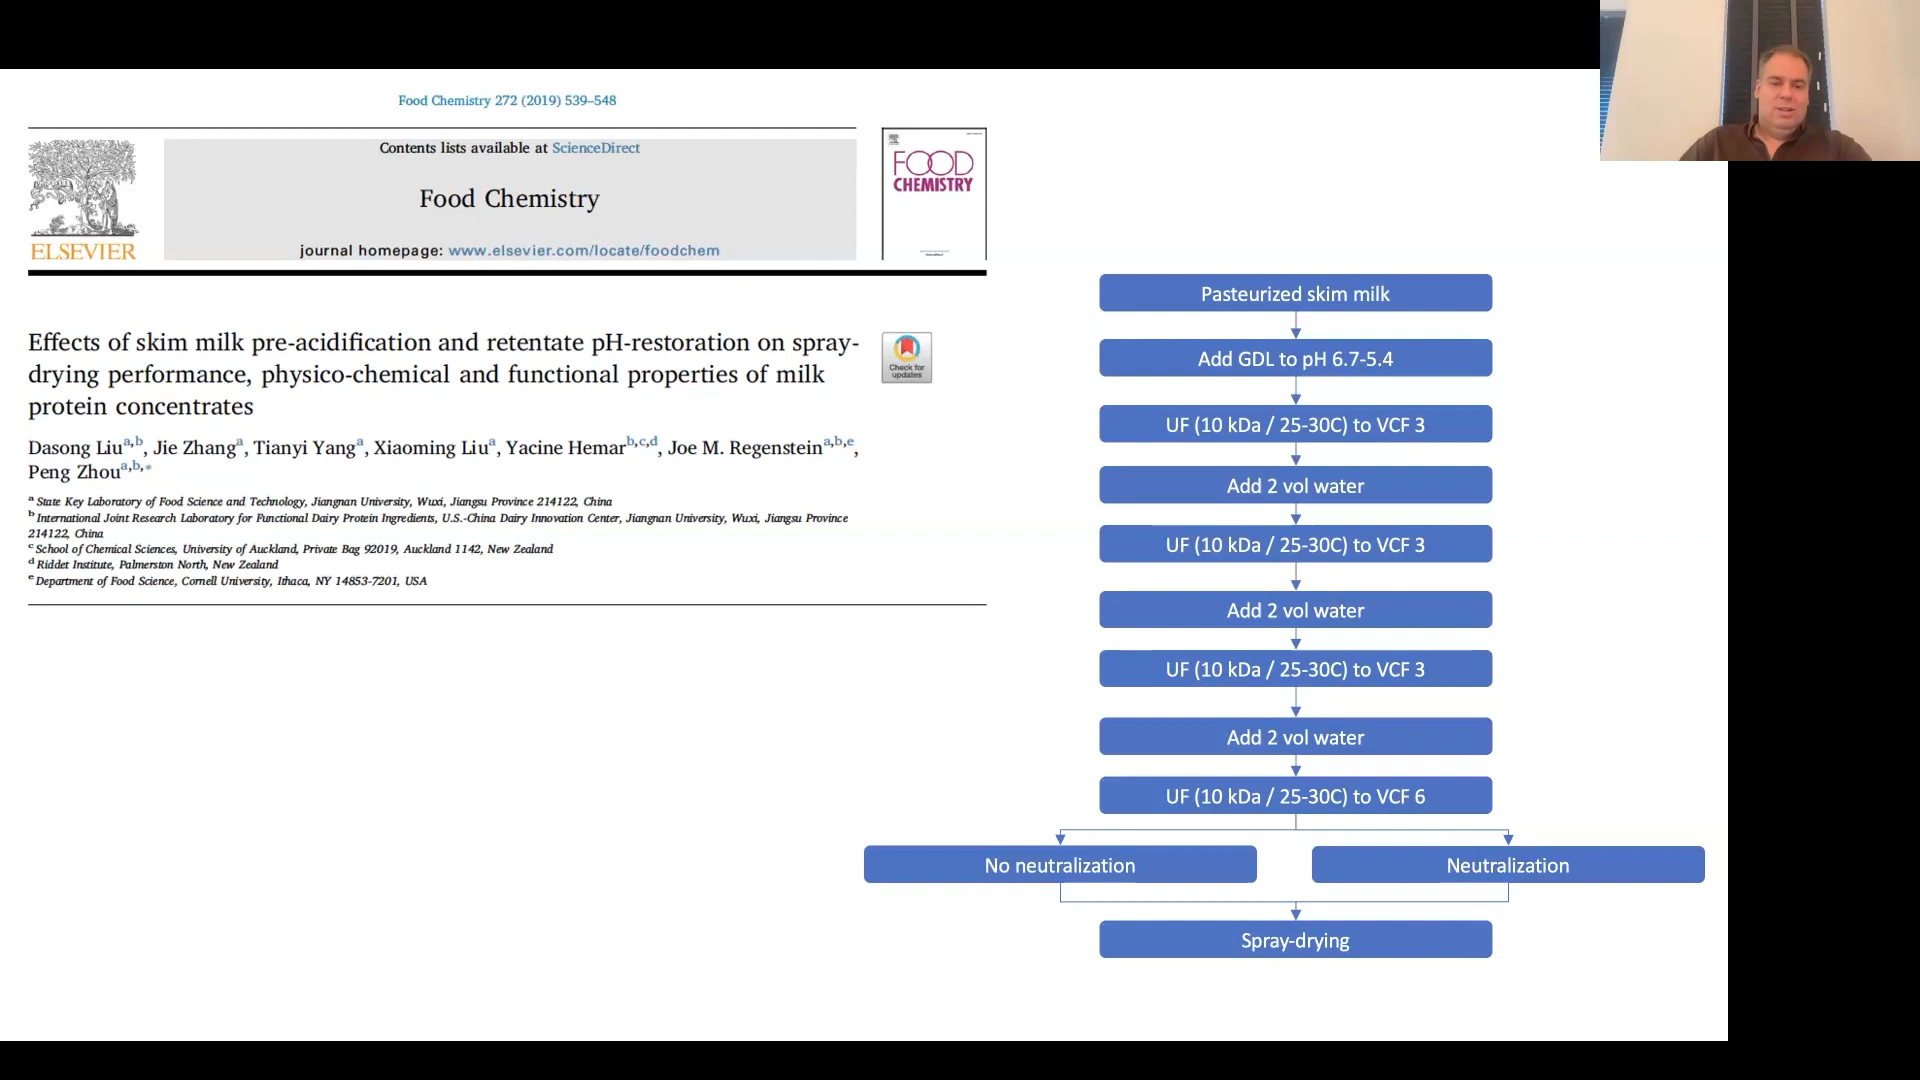 Food Chemistry 272 (2019) 539–548
Contents lists available at ScienceDirect
Food Chemistry
journal homepage: www.elsevier.com/locate/foodchem
ELSEVIER
FOOD
CHEMISTRY
Effects of skim milk pre-acidification and retentate pH-restoration on spray-
drying performance, physico-chemical and functional properties of milk
protein concentrates
Check for
updates
Dasong Liua,b, Jie Zhanga, Tianyi Yanga, Xiaoming Liua, Yacine Hemarb,c,d, Joe M. Regensteina,b,e,
Peng Zhoua,b,*
a State Key Laboratory of Food Science and Technology, Jiangnan University, Wuxi, Jiangsu Province 214122, China
b International Joint Research Laboratory for Functional Dairy Protein Ingredients, U.S.-China Dairy Innovation Center, Jiangnan University, Wuxi, Jiangsu Province
214122, China
c School of Chemical Sciences, University of Auckland, Private Bag 92019, Auckland 1142, New Zealand
d Riddet Institute, Palmerston North, New Zealand
e Department of Food Science, Cornell University, Ithaca, NY 14853-7201, USA
Pasteurized skim milk
Add GDL to pH 6.7-5.4
UF (10 kDa / 25-30C) to VCF 3
Add 2 vol water
UF (10 kDa / 25-30C) to VCF 3
Add 2 vol water
UF (10 kDa / 25-30C) to VCF 3
Add 2 vol water
UF (10 kDa / 25-30C) to VCF 6
No neutralization
Neutralization
Spray-drying